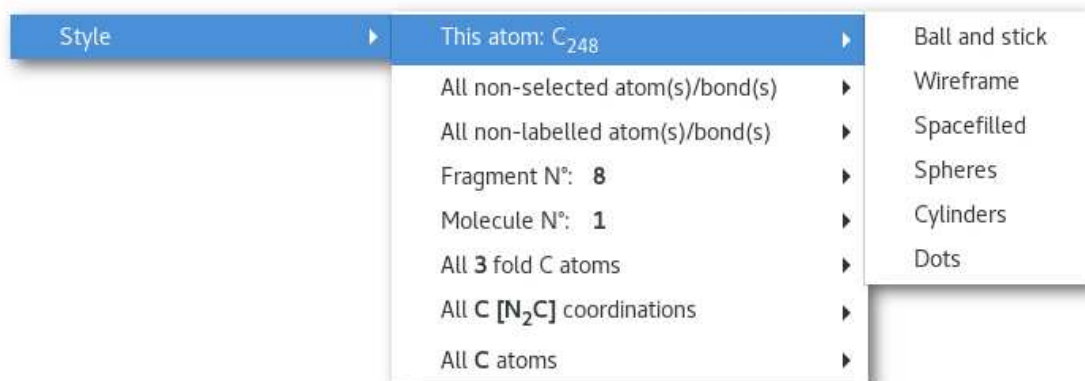 Style
This atom: C₂₄₈
All non-selected atom(s)/bond(s)
All non-labelled atom(s)/bond(s)
Fragment N°: 8
Molecule N°: 1
All 3 fold C atoms
All C [N₂C] coordinations
All C atoms
Ball and stick
Wireframe
Spacefilled
Spheres
Cylinders
Dots